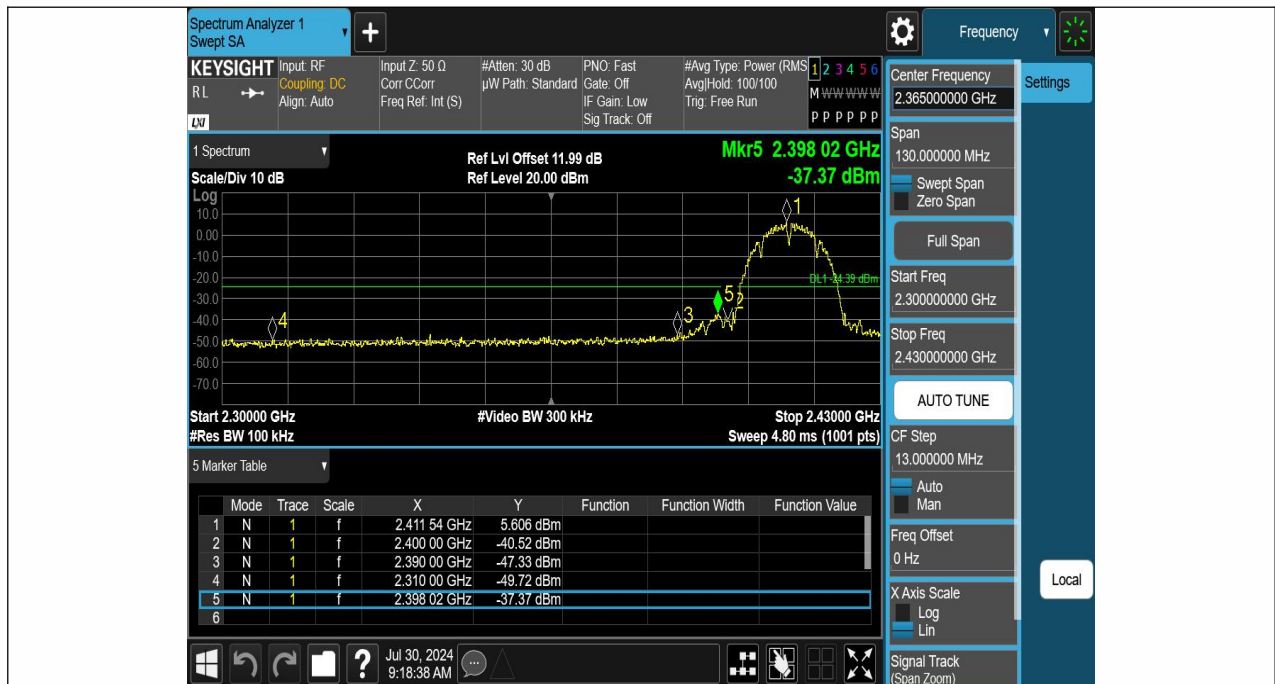 Spectrum Analyzer 1
Swept SA
+
Frequency
KEYSIGHT
RL
LXI
Input: RF
Coupling: DC
Align: Auto
Input Z: 50 Ω
Corr CCorr
Freq Ref: Int (S)
#Atten: 30 dB
µW Path: Standard
PNO: Fast
Gate: Off
IF Gain: Low
Sig Track: Off
#Avg Type: Power (RMS
Avg|Hold: 100/100
Trig: Free Run
1 2 3 4 5 6
M W W W W W
P P P P P P
1 Spectrum
Scale/Div 10 dB
Ref Lvl Offset 11.99 dB
Ref Level 20.00 dBm
Mkr5 2.398 02 GHz
-37.37 dBm
Log
10.0
0.00
-10.0
-20.0
-30.0
-40.0
-50.0
-60.0
-70.0
1
DL1 -24.39 dBm
5
2
3
4
Start 2.30000 GHz
#Video BW 300 kHz
Stop 2.43000 GHz
#Res BW 100 kHz
Sweep 4.80 ms (1001 pts)
5 Marker Table
Mode Trace Scale X Y Function Function Width Function Value
1 N 1 f 2.411 54 GHz 5.606 dBm
2 N 1 f 2.400 00 GHz -40.52 dBm
3 N 1 f 2.390 00 GHz -47.33 dBm
4 N 1 f 2.310 00 GHz -49.72 dBm
5 N 1 f 2.398 02 GHz -37.37 dBm
6
?
Jul 30, 2024
9:18:38 AM
Center Frequency
2.365000000 GHz
Settings
Span
130.000000 MHz
Swept Span
Zero Span
Full Span
Start Freq
2.300000000 GHz
Stop Freq
2.430000000 GHz
AUTO TUNE
CF Step
13.000000 MHz
Auto
Man
Freq Offset
0 Hz
Local
X Axis Scale
Log
Lin
Signal Track
(Span Zoom)